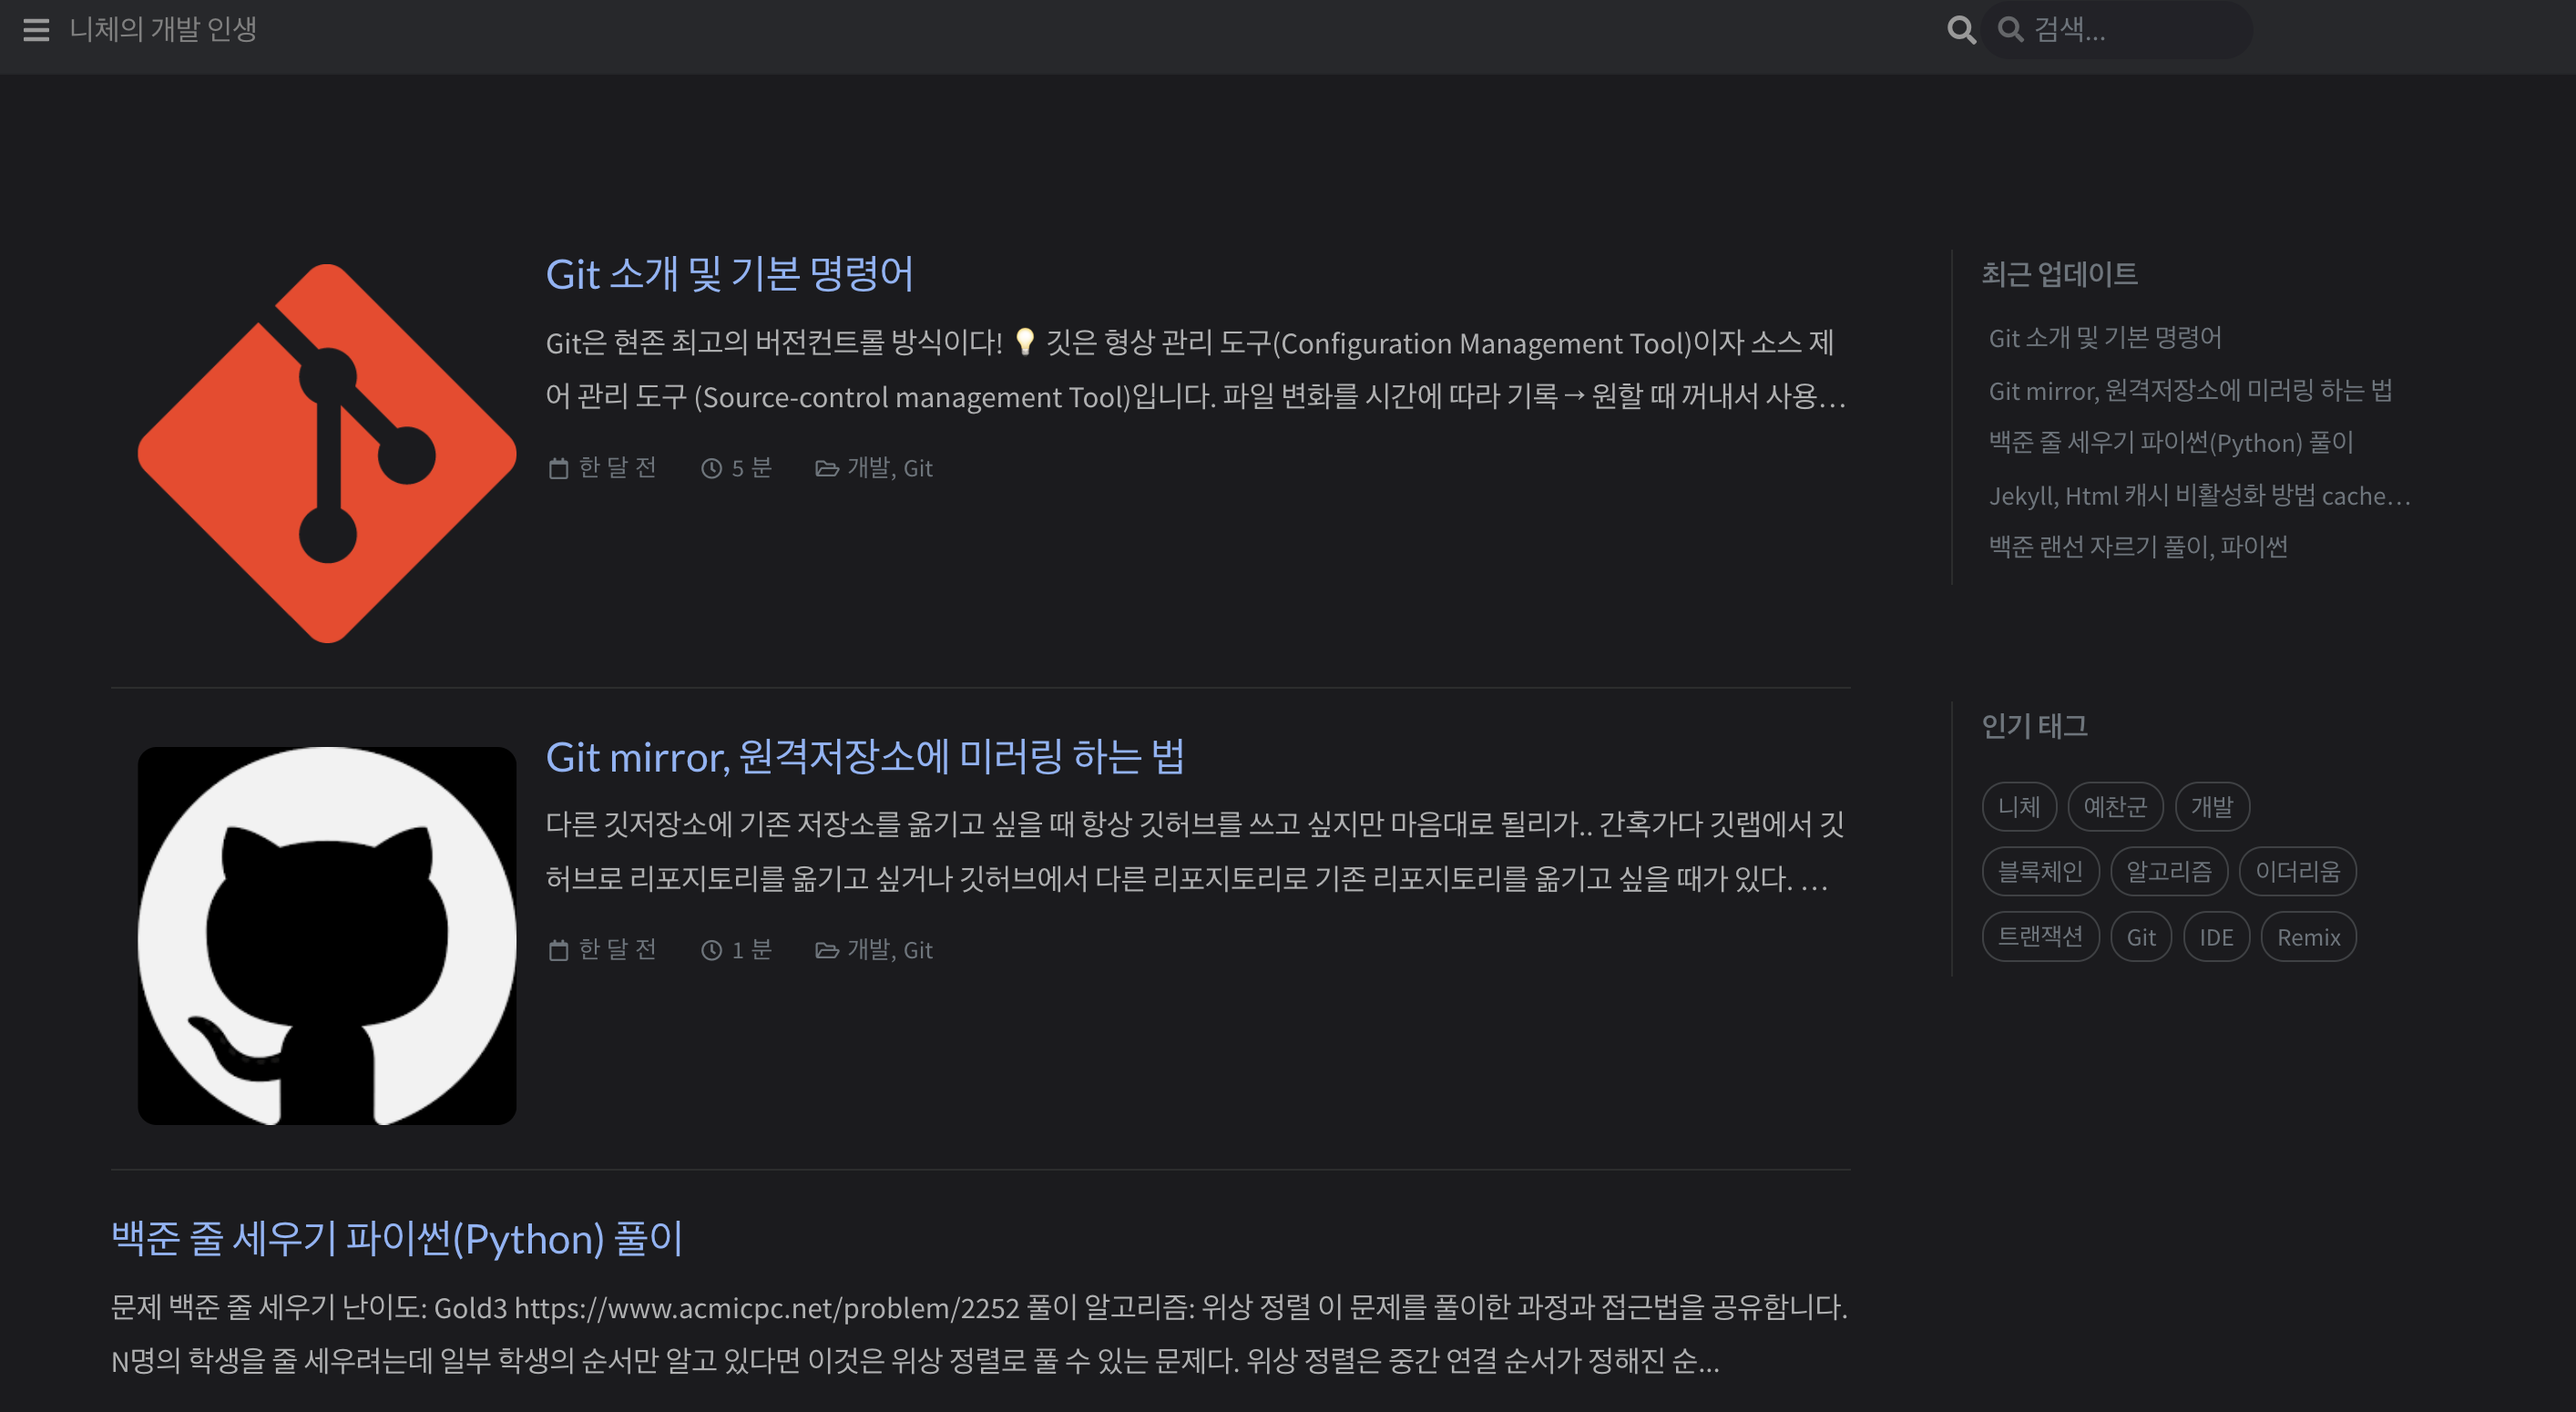 니체의 개발 인생
검색...
Git 소개 및 기본 명령어
Git은 현존 최고의 버전컨트롤 방식이다! 💡 깃은 형상 관리 도구(Configuration Management Tool)이자 소스 제
어 관리 도구 (Source-control management Tool)입니다. 파일 변화를 시간에 따라 기록 → 원할 때 꺼내서 사용...
한 달 전 5 분 개발, Git
Git mirror, 원격저장소에 미러링 하는 법
다른 깃저장소에 기존 저장소를 옮기고 싶을 때 항상 깃허브를 쓰고 싶지만 마음대로 될리가.. 간혹가다 깃랩에서 깃
허브로 리포지토리를 옮기고 싶거나 깃허브에서 다른 리포지토리로 기존 리포지토리를 옮기고 싶을 때가 있다. ...
한 달 전 1 분 개발, Git
백준 줄 세우기 파이썬(Python) 풀이
문제 백준 줄 세우기 난이도: Gold3 https://www.acmicpc.net/problem/2252 풀이 알고리즘: 위상 정렬 이 문제를 풀이한 과정과 접근법을 공유합니다.
N명의 학생을 줄 세우려는데 일부 학생의 순서만 알고 있다면 이것은 위상 정렬로 풀 수 있는 문제다. 위상 정렬은 중간 연결 순서가 정해진 순...
최근 업데이트
Git 소개 및 기본 명령어
Git mirror, 원격저장소에 미러링 하는 법
백준 줄 세우기 파이썬(Python) 풀이
Jekyll, Html 캐시 비활성화 방법 cache...
백준 랜선 자르기 풀이, 파이썬
인기 태그
니체 예찬군 개발
블록체인 알고리즘 이더리움
트랜잭션 Git IDE Remix